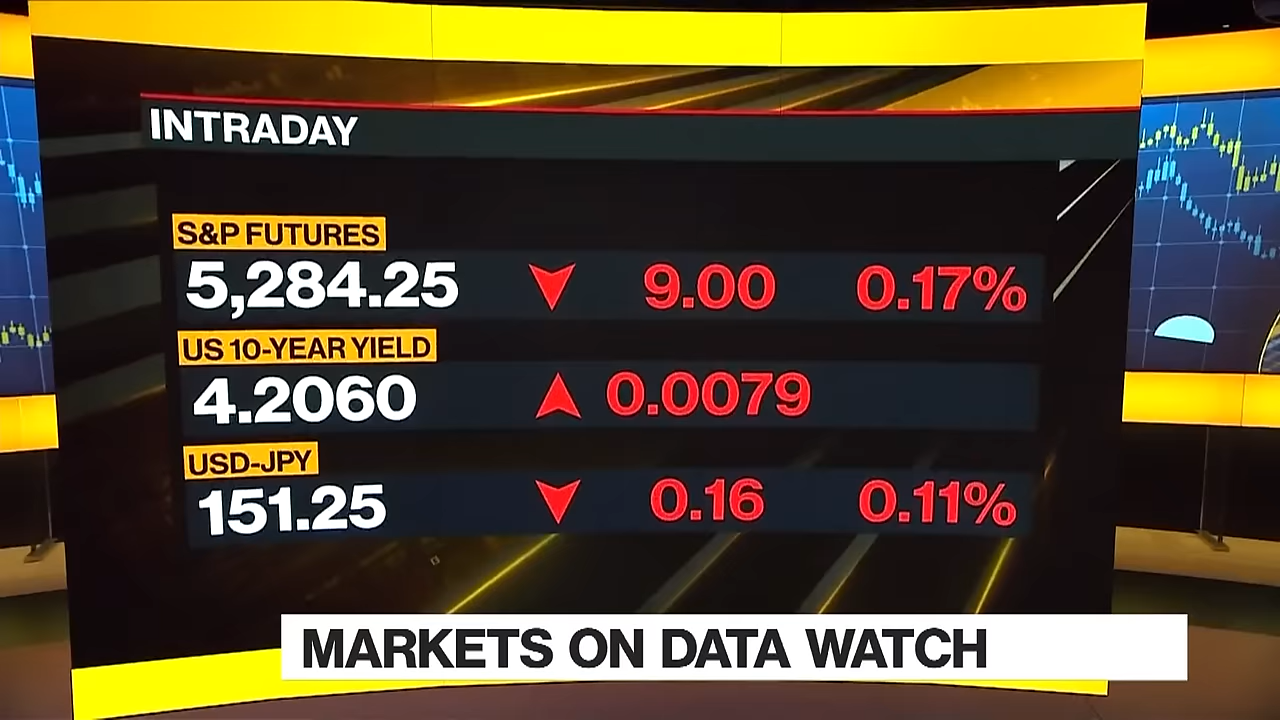 INTRADAY
S&P FUTURES
5,284.25 ▼ 9.00 0.17%
US 10-YEAR YIELD
4.2060 ▲ 0.0079
USD-JPY
151.25 ▼ 0.16 0.11%
MARKETS ON DATA WATCH